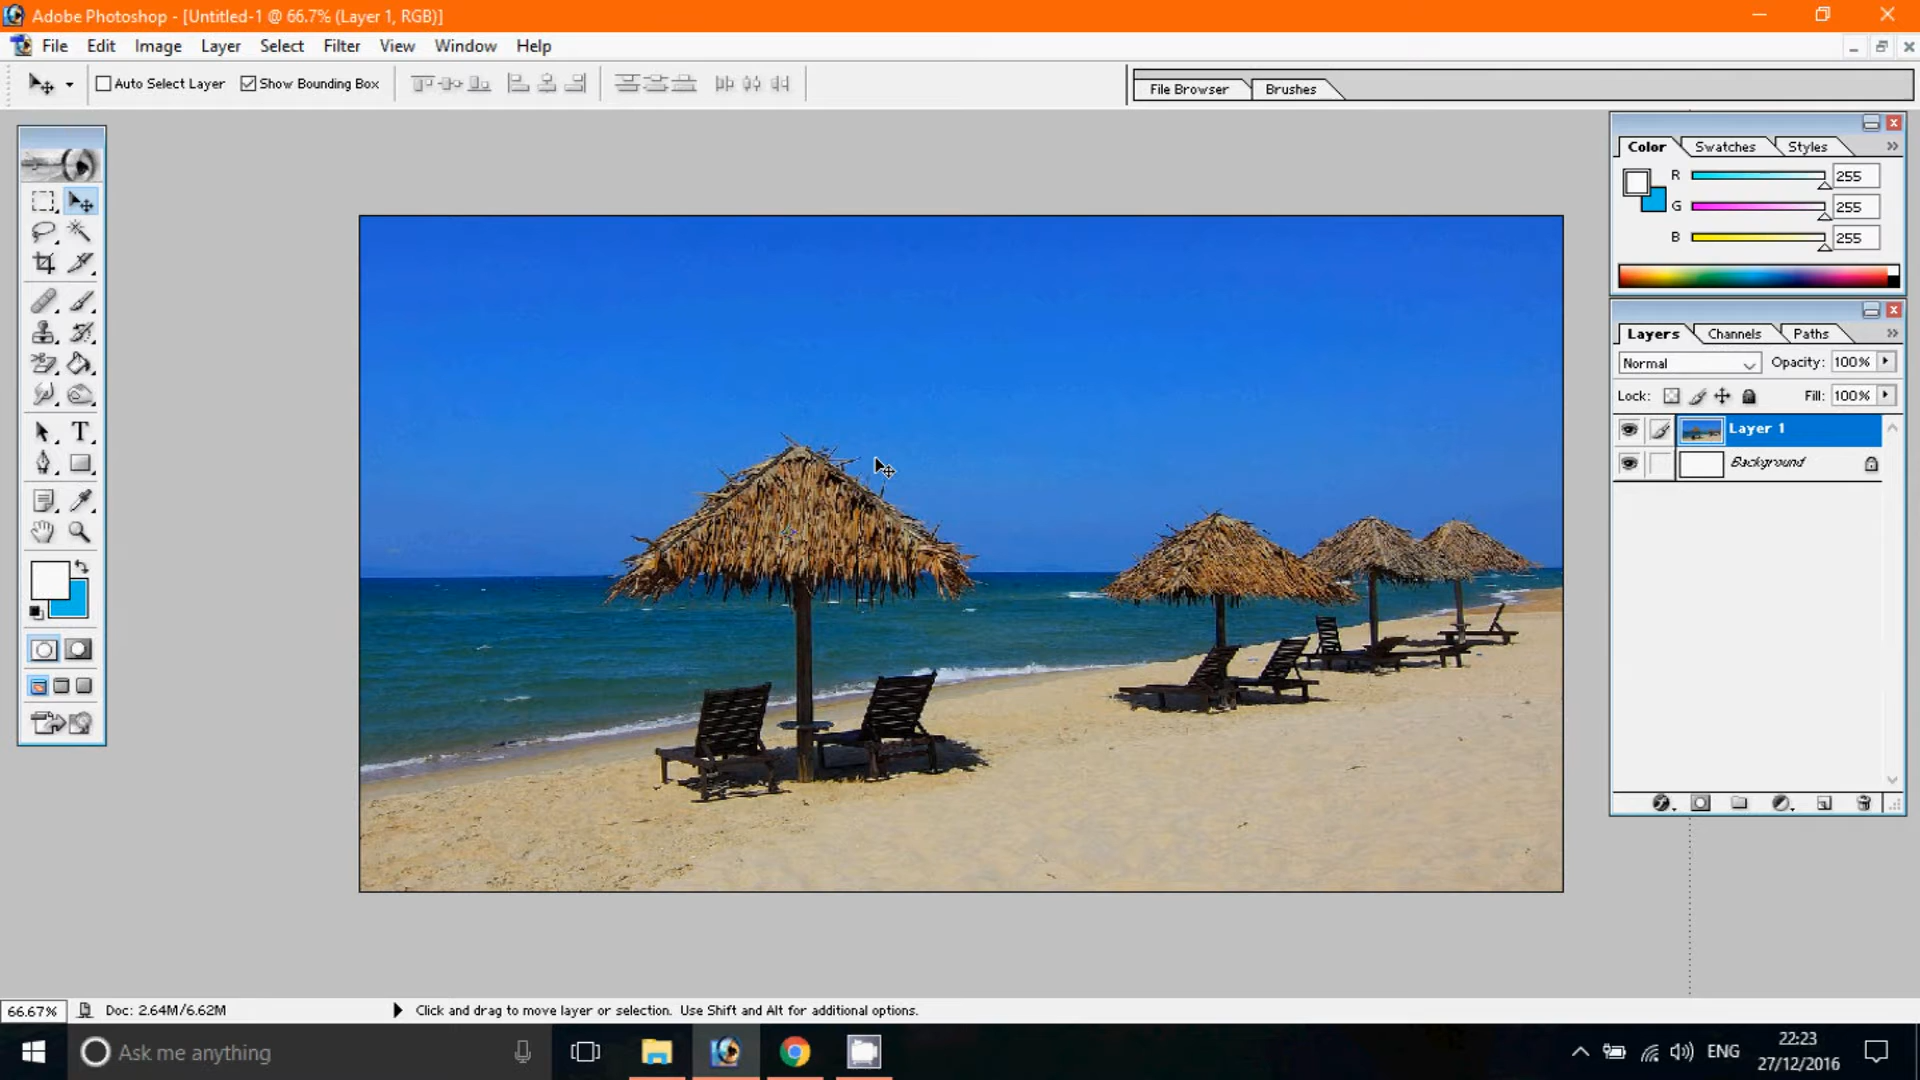 Adobe Photoshop - [Untitled-1 @ 66.7% (Layer 1, RGB)]
File Edit Image Layer Select Filter View Window Help
Auto Select Layer Show Bounding Box
File Browser Brushes
Color Swatches Styles
R 255
G 255
B 255
Layers Channels Paths
Normal Opacity: 100%
Lock: Fill: 100%
Layer 1
Background
T
66.67% Doc: 2.64M/6.62M Click and drag to move layer or selection. Use Shift and Alt for additional options.
Ask me anything
ENG
22:23
27/12/2016